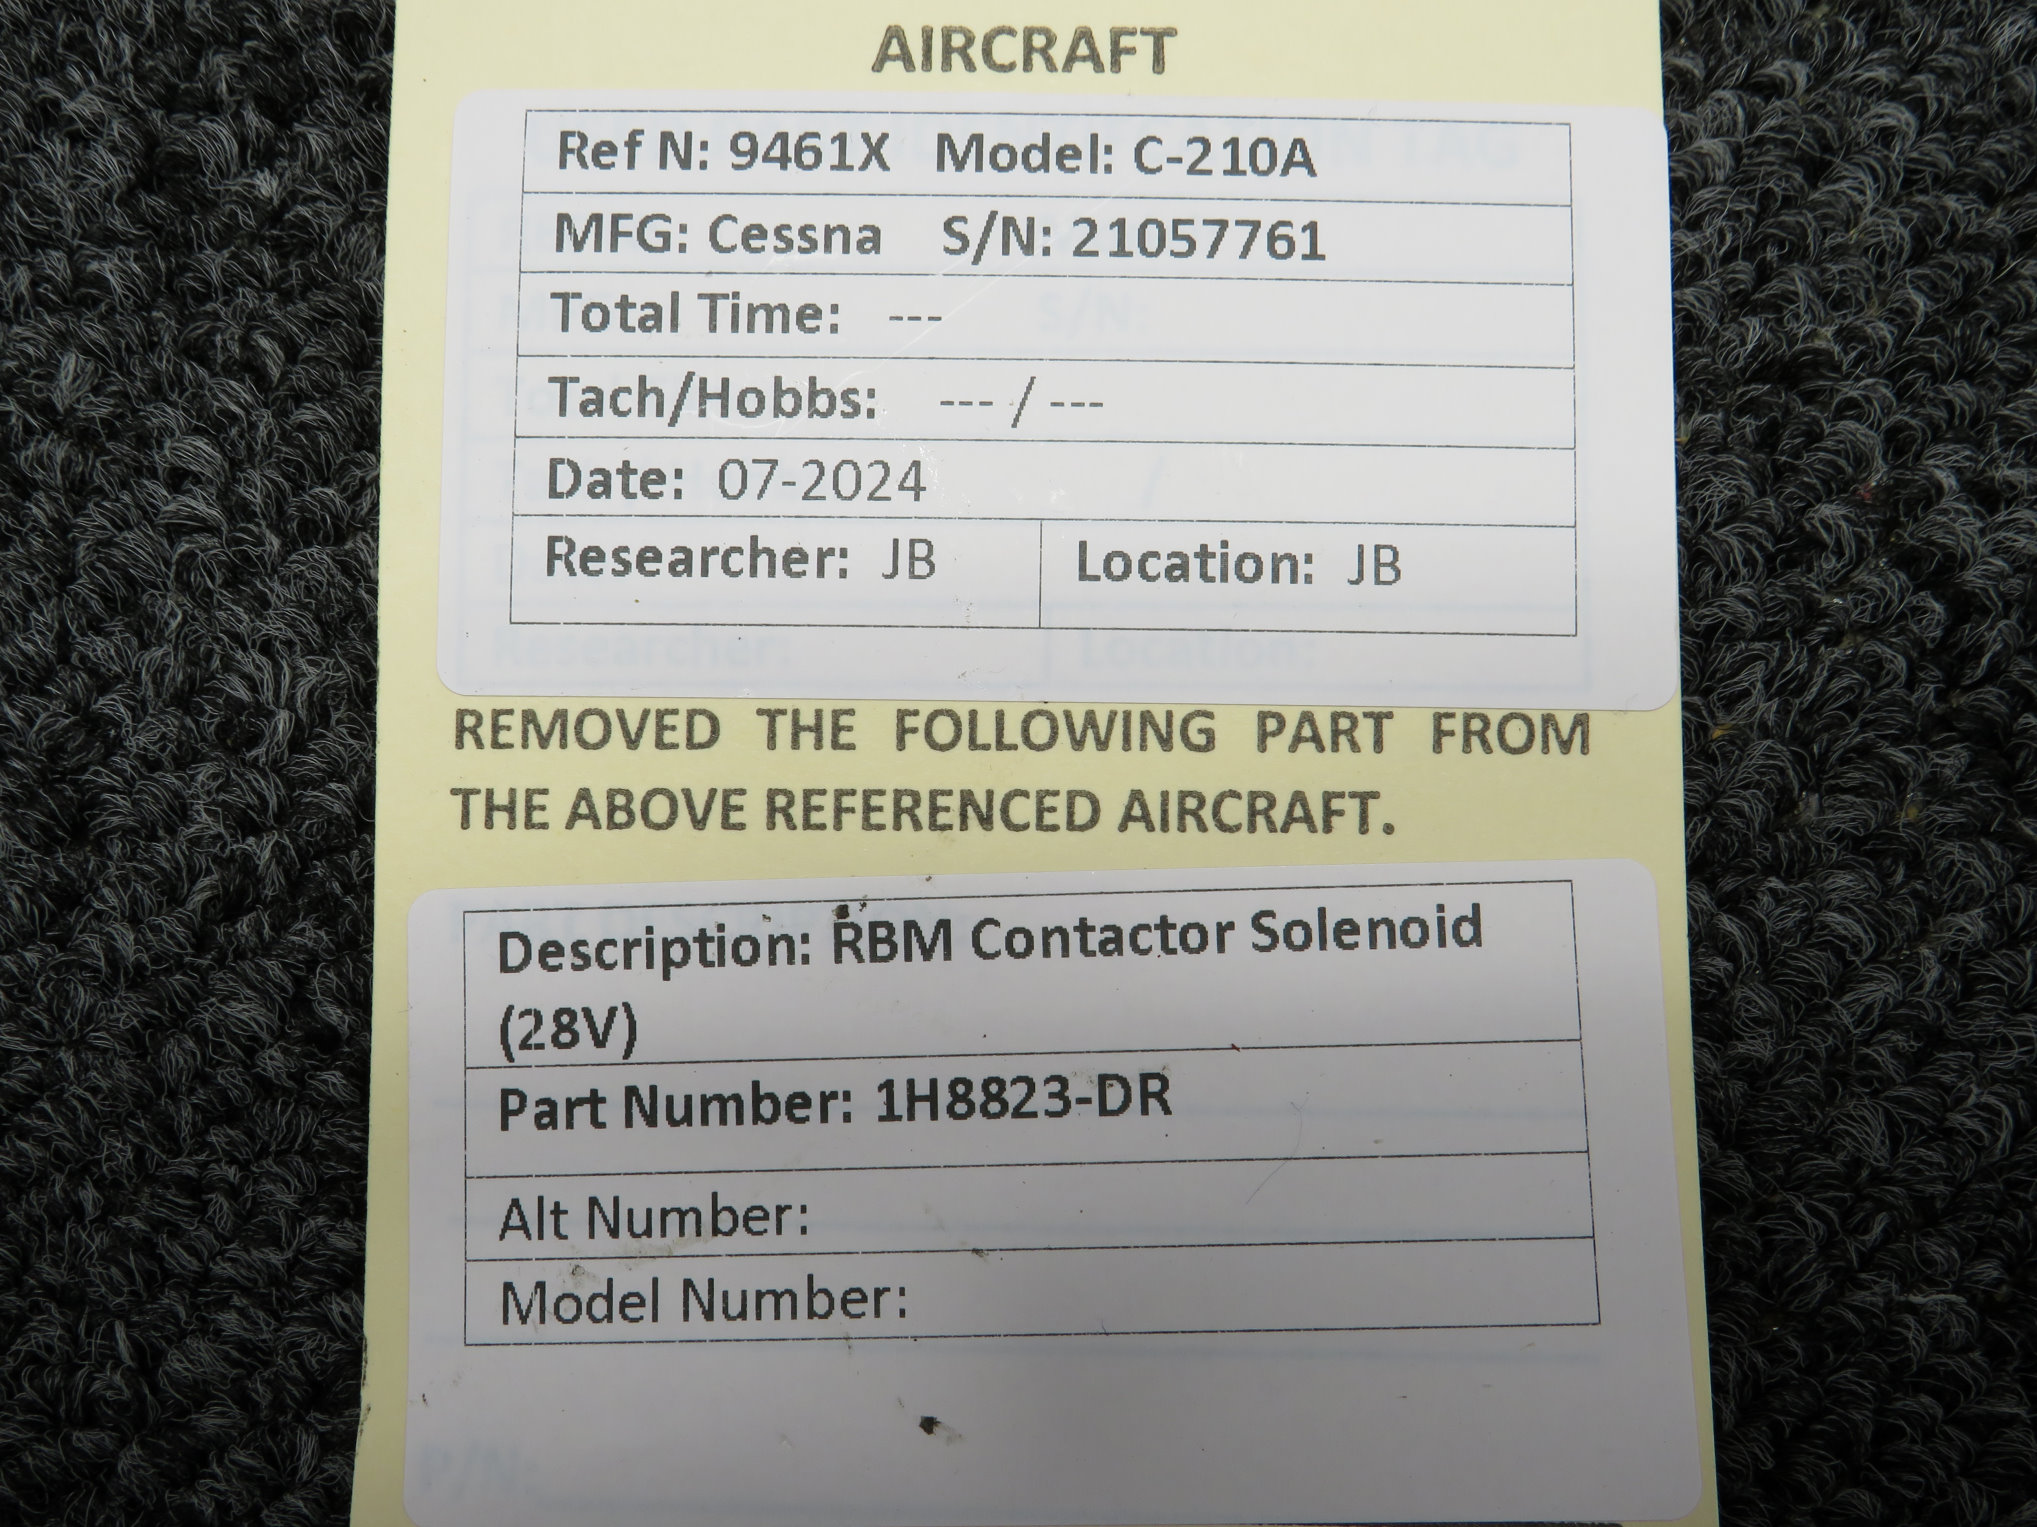 AIRCRAFT
Ref N: 9461X Model: C-210A
MFG: Cessna S/N: 21057761
Total Time: ---
Tach/Hobbs: --- / ---
Date: 07-2024
Researcher: JB Location: JB
Researcher: Location:
REMOVED THE FOLLOWING PART FROM
THE ABOVE REFERENCED AIRCRAFT.
Description: RBM Contactor Solenoid
(28V)
Part Number: 1H8823-DR
Alt Number:
Model Number:
P/N: